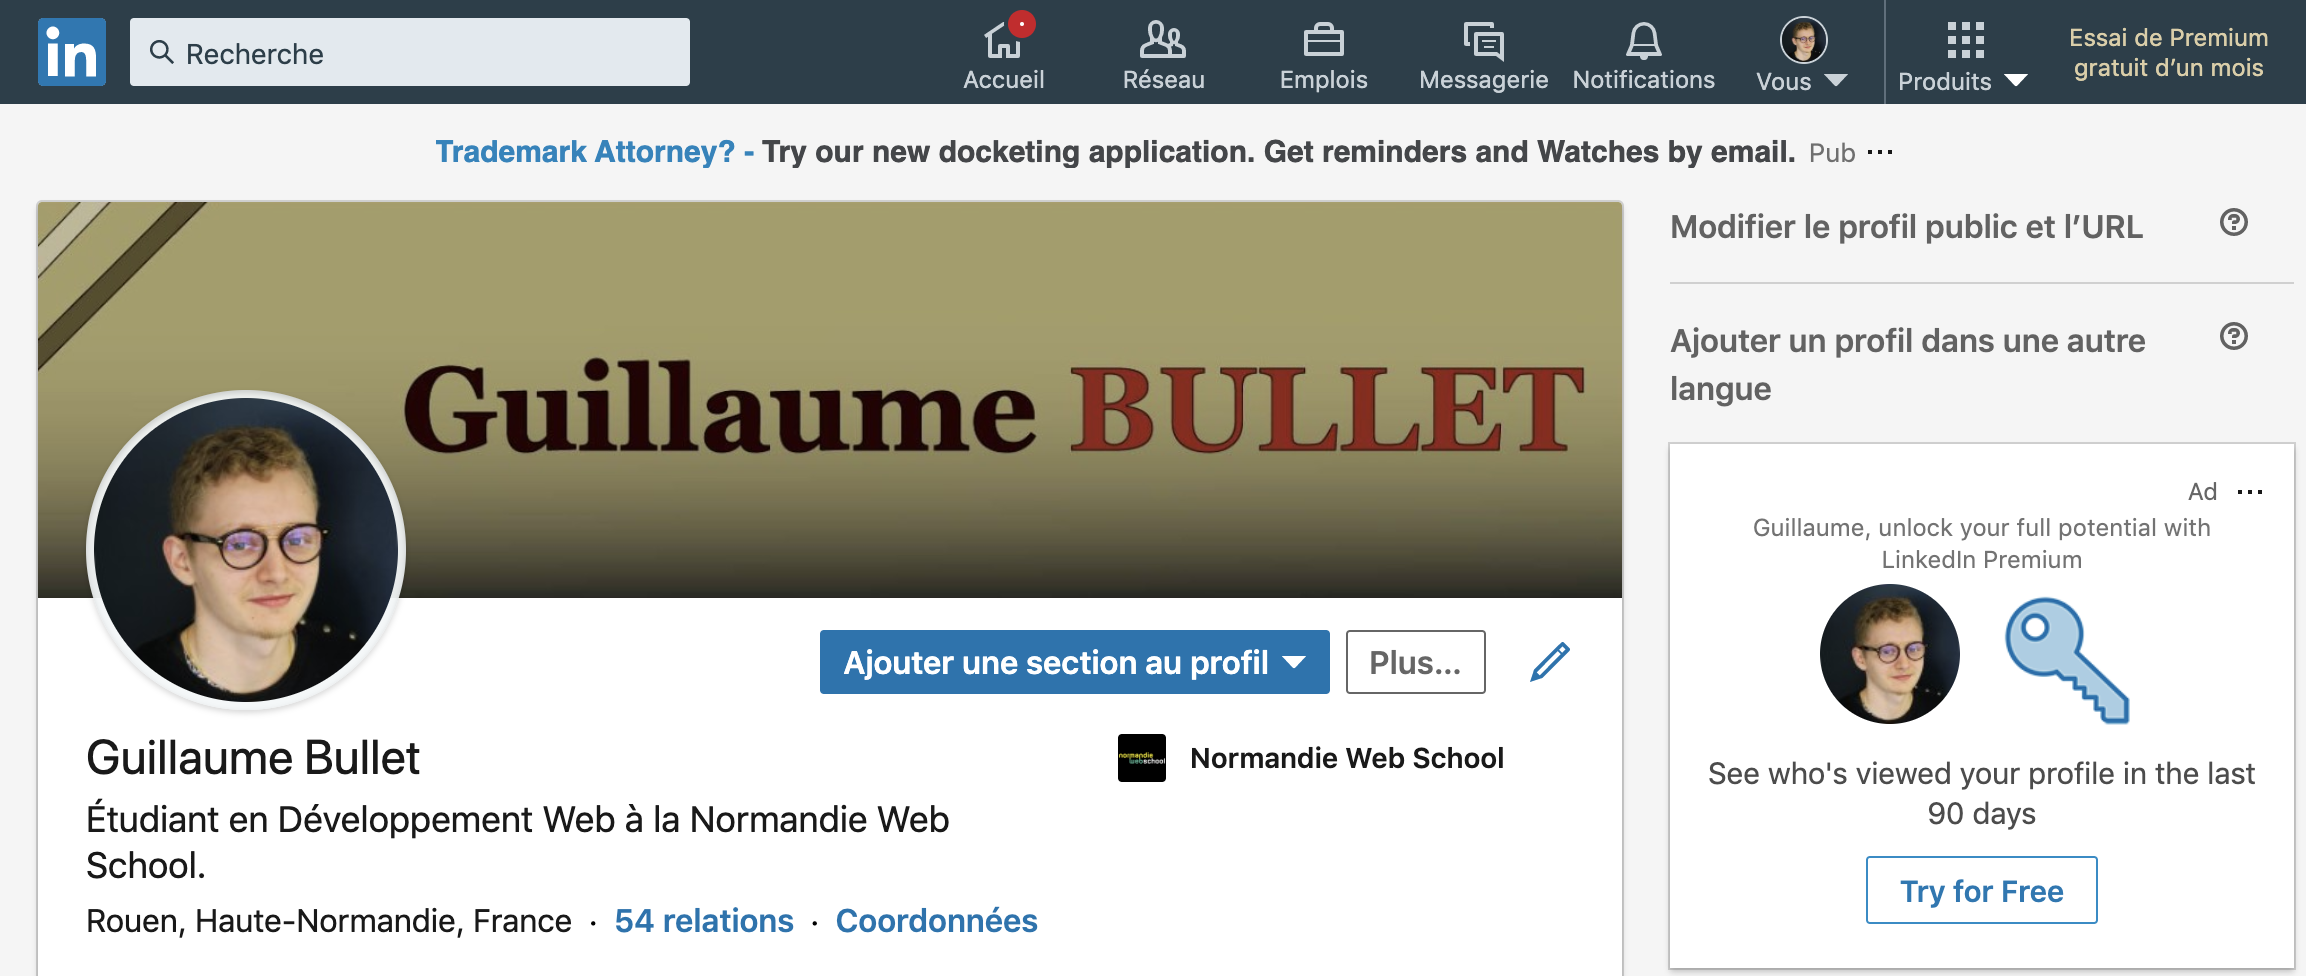 in
Recherche
Accueil
Réseau
Emplois
Messagerie
Notifications
Vous
Produits
Essai de Premium
gratuit d’un mois
Trademark Attorney? - Try our new docketing application. Get reminders and Watches by email. Pub ···
Guillaume BULLET
Ajouter une section au profil
Plus...
Guillaume Bullet
normandie
webschool
Normandie Web School
Étudiant en Développement Web à la Normandie Web
School.
Rouen, Haute-Normandie, France · 54 relations · Coordonnées
Modifier le profil public et l’URL
Ajouter un profil dans une autre
langue
Ad ···
Guillaume, unlock your full potential with
LinkedIn Premium
See who's viewed your profile in the last
90 days
Try for Free